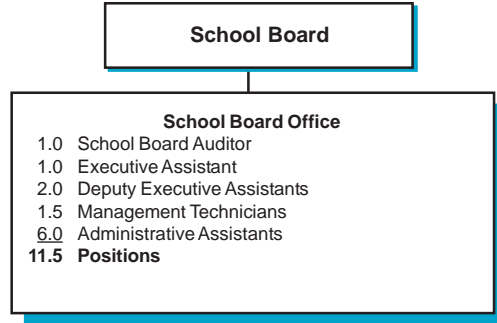 School Board
School Board Office
1.0 School Board Auditor
1.0 Executive Assistant
2.0 Deputy Executive Assistants
1.5 Management Technicians
6.0 Administrative Assistants
11.5 Positions